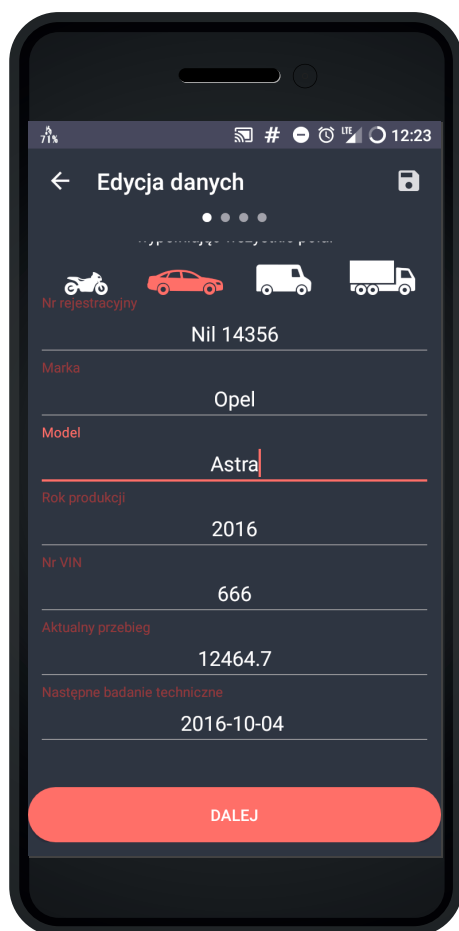 71%
LTE
12:23
Edycja danych
Nr rejestracyjny
Nil 14356
Marka
Opel
Model
Astra
Rok produkcji
2016
Nr VIN
666
Aktualny przebieg
12464.7
Następne badanie techniczne
2016-10-04
DALEJ